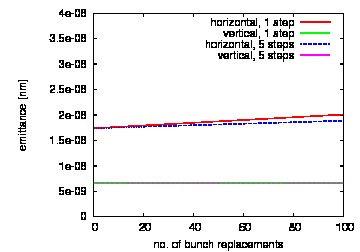 4e-08
3.5e-08
3e-08
2.5e-08
2e-08
1.5e-08
1e-08
5e-09
0
emittance [nm]
horizontal, 1 step
vertical, 1 step
horizontal, 5 steps
vertical, 5 steps
0 20 40 60 80 100
no. of bunch replacements